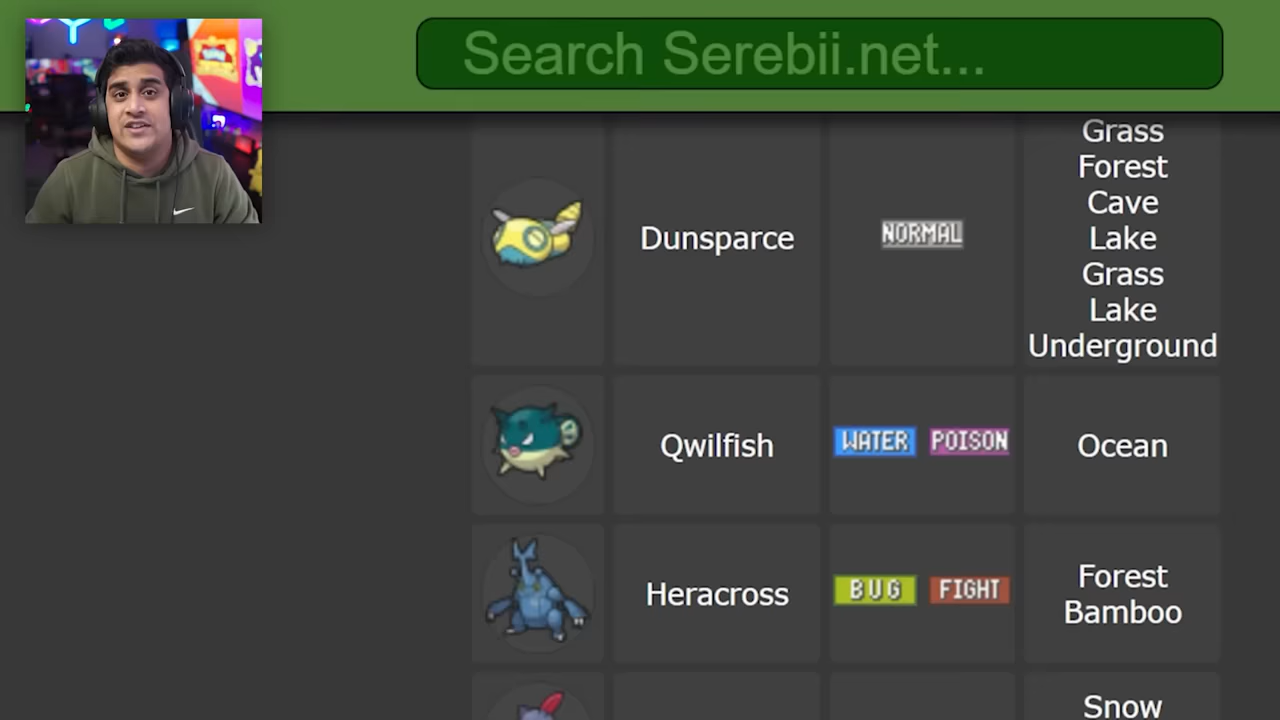 Search Serebii.net...
Grass
Forest
Cave
Lake
Grass
Lake
Underground
Dunsparce
NORMAL
Qwilfish
WATER POISON
Ocean
Heracross
BUG FIGHT
Forest
Bamboo
Snow